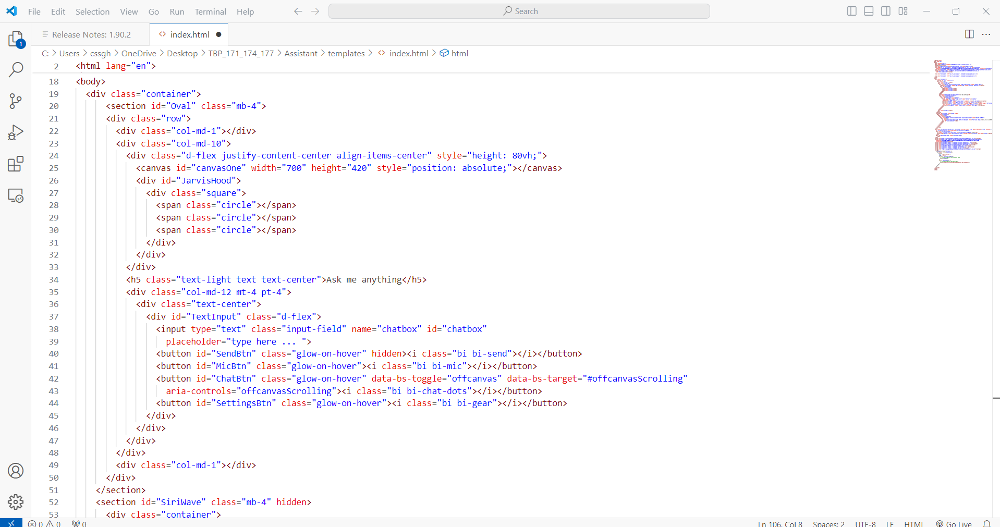 File Edit Selection View Go Run Terminal Help
Search
1
Release Notes: 1.90.2
index.html
C: > Users > cssgh > OneDrive > Desktop > TBP_171_174_177 > Assistant > templates > index.html > html
2 <html lang="en">
18 <body>
19 <div class="container">
20 <section id="Oval" class="mb-4">
21 <div class="row">
22 <div class="col-md-1"></div>
23 <div class="col-md-10">
24 <div class="d-flex justify-content-center align-items-center" style="height: 80vh;">
25 <canvas id="canvasOne" width="700" height="420" style="position: absolute;"></canvas>
26 <div id="JarvisHood">
27 <div class="square">
28 <span class="circle"></span>
29 <span class="circle"></span>
30 <span class="circle"></span>
31 </div>
32 </div>
33 </div>
34 <h5 class="text-light text text-center">Ask me anything</h5>
35 <div class="col-md-12 mt-4 pt-4">
36 <div class="text-center">
37 <div id="TextInput" class="d-flex">
38 <input type="text" class="input-field" name="chatbox" id="chatbox"
39 placeholder="type here ... ">
40 <button id="SendBtn" class="glow-on-hover" hidden><i class="bi bi-send"></i></button>
41 <button id="MicBtn" class="glow-on-hover"><i class="bi bi-mic"></i></button>
42 <button id="ChatBtn" class="glow-on-hover" data-bs-toggle="offcanvas" data-bs-target="#offcanvasScrolling"
43 aria-controls="offcanvasScrolling"><i class="bi bi-chat-dots"></i></button>
44 <button id="SettingsBtn" class="glow-on-hover"><i class="bi bi-gear"></i></button>
45 </div>
46 </div>
47 </div>
48 </div>
49 <div class="col-md-1"></div>
50 </div>
51 </section>
52 <section id="SiriWave" class="mb-4" hidden>
53 <div class="container">
0 0 0
Ln 106, Col 8 Spaces: 2 UTF-8 LF HTML Go Live